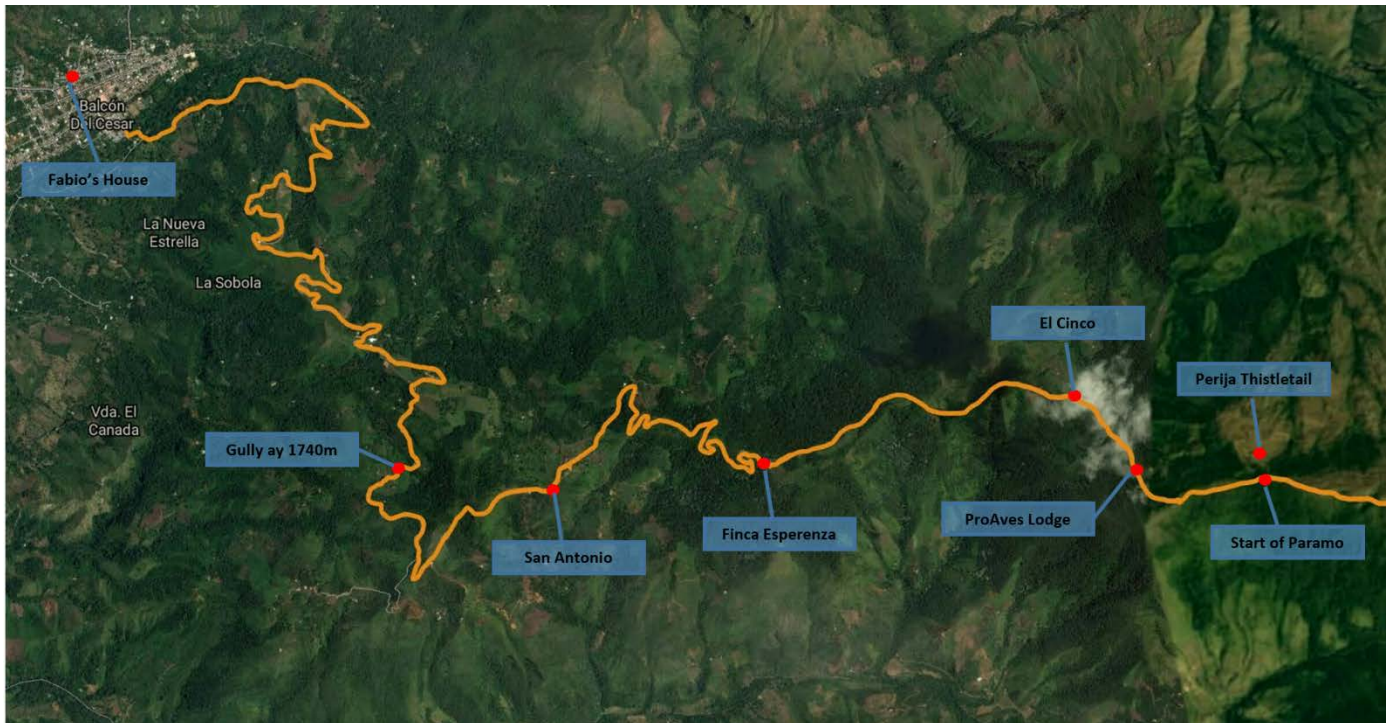 Balcón
Del Cesar
Fabio's House
La Nueva
Estrella
La Sobola
El Cinco
Perija Thistletail
Vda. El
Canada
Gully ay 1740m
ProAves Lodge
Finca Esperenza
Start of Paramo
San Antonio